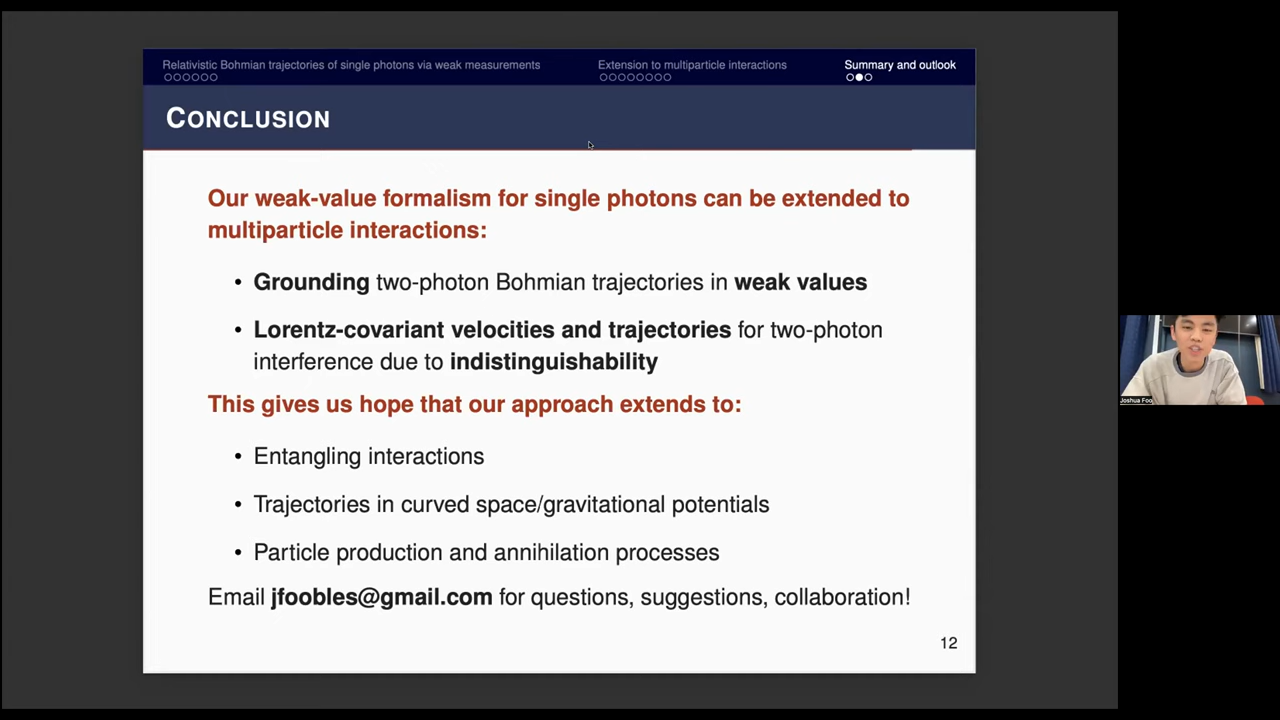 Relativistic Bohmian trajectories of single photons via weak measurements
Extension to multiparticle interactions
Summary and outlook
CONCLUSION
Our weak-value formalism for single photons can be extended to
multiparticle interactions:
• Grounding two-photon Bohmian trajectories in weak values
• Lorentz-covariant velocities and trajectories for two-photon
interference due to indistinguishability
This gives us hope that our approach extends to:
• Entangling interactions
• Trajectories in curved space/gravitational potentials
• Particle production and annihilation processes
Email jfoobles@gmail.com for questions, suggestions, collaboration!
12
Joshua Foo